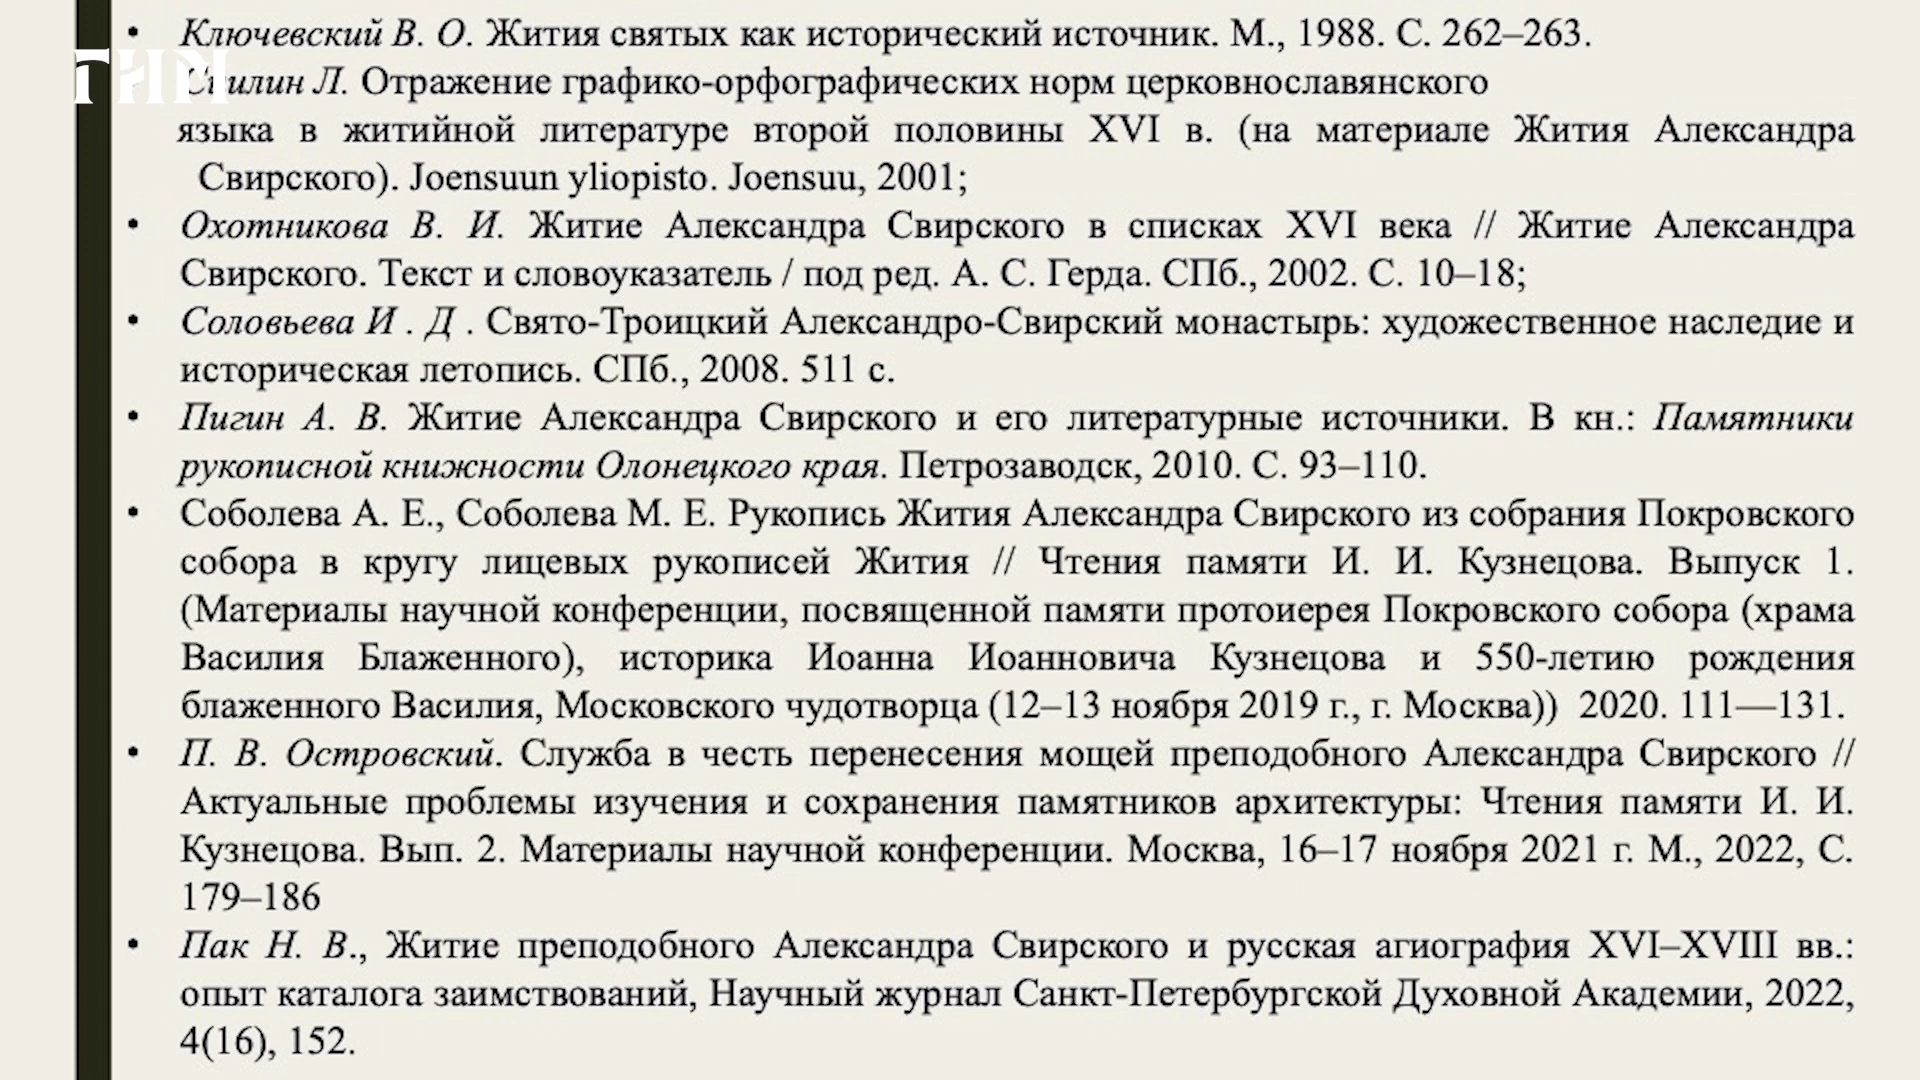 • Ключевский В. О. Жития святых как исторический источник. М., 1988. С. 262–263.
ГИМ
Л. Отражение графико-орфографических норм церковнославянского
языка в житийной литературе второй половины XVI в. (на материале Жития Александра
Свирского). Joensuun yliopisto. Joensuu, 2001;
• Охотникова В. И. Житие Александра Свирского в списках XVI века // Житие Александра
Свирского. Текст и словоуказатель / под ред. А. С. Герда. СПб., 2002. С. 10–18;
• Соловьева И . Д . Свято-Троицкий Александро-Свирский монастырь: художественное наследие и
историческая летопись. СПб., 2008. 511 с.
• Пигин А. В. Житие Александра Свирского и его литературные источники. В кн.: Памятники
рукописной книжности Олонецкого края. Петрозаводск, 2010. С. 93–110.
• Соболева А. Е., Соболева М. Е. Рукопись Жития Александра Свирского из собрания Покровского
собора в кругу лицевых рукописей Жития // Чтения памяти И. И. Кузнецова. Выпуск 1.
(Материалы научной конференции, посвященной памяти протоиерея Покровского собора (храма
Василия Блаженного), историка Иоанна Иоанновича Кузнецова и 550-летию рождения
блаженного Василия, Московского чудотворца (12–13 ноября 2019 г., г. Москва)) 2020. 111—131.
• П. В. Островский. Служба в честь перенесения мощей преподобного Александра Свирского //
Актуальные проблемы изучения и сохранения памятников архитектуры: Чтения памяти И. И.
Кузнецова. Вып. 2. Материалы научной конференции. Москва, 16–17 ноября 2021 г. М., 2022, С.
179–186
• Пак Н. В., Житие преподобного Александра Свирского и русская агиография XVI–XVIII вв.:
опыт каталога заимствований, Научный журнал Санкт-Петербургской Духовной Академии, 2022,
4(16), 152.